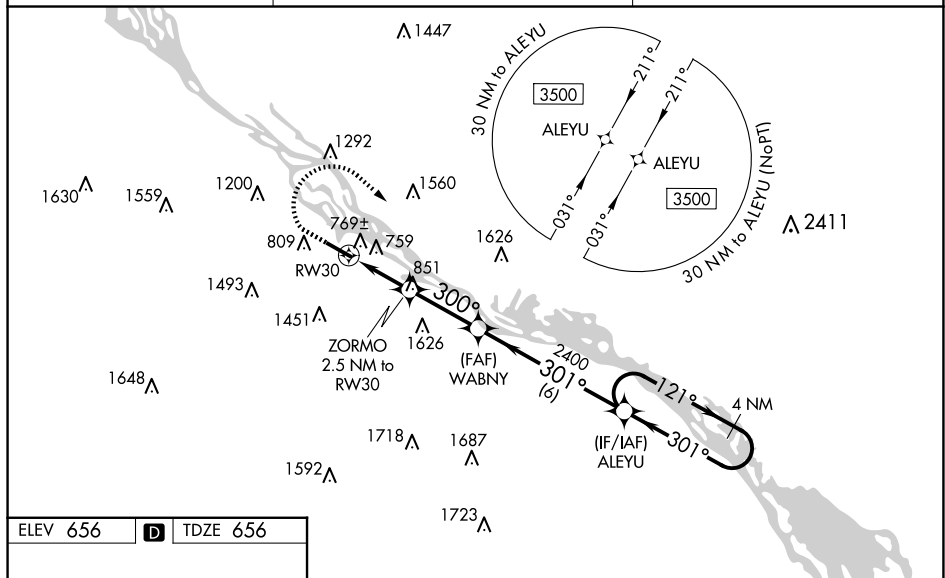 1447
30 NM to ALEYU
211°
3500
ALEYU
031°
211°
ALEYU
3500
031°
30 NM to ALEYU (NoPT)
2411
1292
1630
1559
1200
1560
769±
809
759
RW30
1626
1493
851
300°
1451
1626
ZORMO
2.5 NM to
RW30
(FAF)
WABNY
2400
301°
(6)
121°
4 NM
301°
(IF/IAF)
ALEYU
1648
1718
1687
1592
1723
ELEV 656
D
TDZE 656